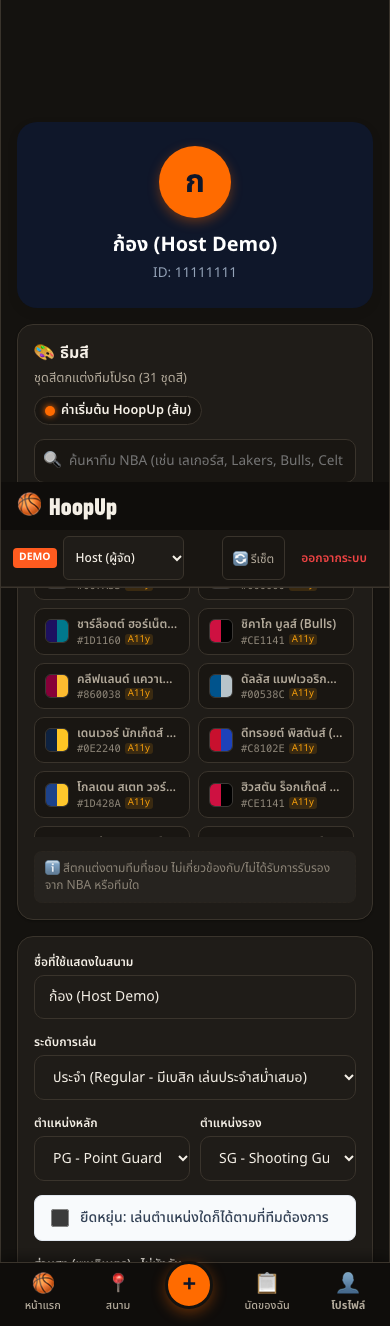 ก
ก้อง (Host Demo)
ID: 11111111
🎨 ธีมสี
ชุดสีตกแต่งทีมโปรด (31 ชุดสี)
ค่าเริ่มต้น HoopUp (ส้ม)
ค้นหาทีม NBA (เช่น เลเกอร์ส, Lakers, Bulls, Celt
HoopUp
DEMO
Host (ผู้จัด)
รีเซ็ต
ออกจากระบบ
ชาร์ล็อตต์ ฮอร์เน็ต...
#1D1160 A11y
ชิคาโก บูลส์ (Bulls)
#CE1141 A11y
คลีฟแลนด์ แควาเ...
#860038 A11y
ดัลลัส แมฟเวอริก...
#00538C A11y
เดนเวอร์ นักเก็ตส์ ...
#0E2240 A11y
ดีทรอยต์ พิสตันส์ (...
#C8102E A11y
โกลเดน สเตท วอร์...
#1D428A A11y
ฮิวสตัน ร็อกเก็ตส์ ...
#CE1141 A11y
ℹ️ สีตกแต่งตามทีมที่ชอบ ไม่เกี่ยวข้องกับ/ไม่ได้รับการรับรอง
จาก NBA หรือทีมใด
ชื่อที่ใช้แสดงในสนาม
ก้อง (Host Demo)
ระดับการเล่น
ประจำ (Regular - มีเบสิก เล่นประจำสม่ำเสมอ)
ตำแหน่งหลัก
ตำแหน่งรอง
PG - Point Guard
SG - Shooting Gu
ยืดหยุ่น: เล่นตำแหน่งใดก็ได้ตามที่ทีมต้องการ
หน้าแรก
สนาม
+
นัดของฉัน
โปรไฟล์